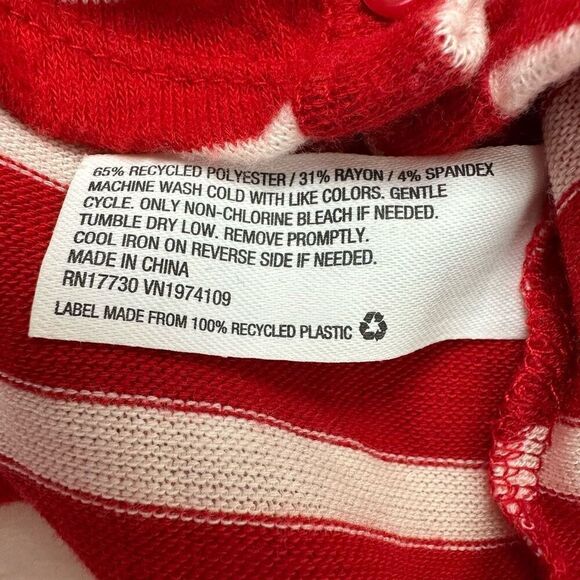 65% RECYCLED POLYESTER / 31% RAYON / 4% SPANDEX
MACHINE WASH COLD WITH LIKE COLORS. GENTLE
CYCLE. ONLY NON-CHLORINE BLEACH IF NEEDED.
TUMBLE DRY LOW. REMOVE PROMPTLY.
COOL IRON ON REVERSE SIDE IF NEEDED.
MADE IN CHINA
RN17730 VN1974109
LABEL MADE FROM 100% RECYCLED PLASTIC